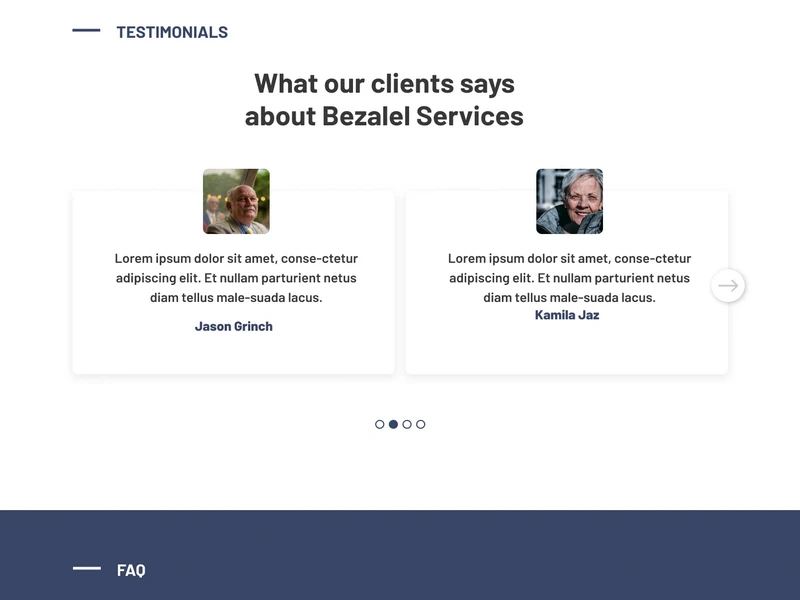 TESTIMONIALS
What our clients says
about Bezalel Services
Lorem ipsum dolor sit amet, conse-ctetur
adipiscing elit. Et nullam parturient netus
diam tellus male-suada lacus.
Jason Grinch
Lorem ipsum dolor sit amet, conse-ctetur
adipiscing elit. Et nullam parturient netus
diam tellus male-suada lacus.
Kamila Jaz
FAQ